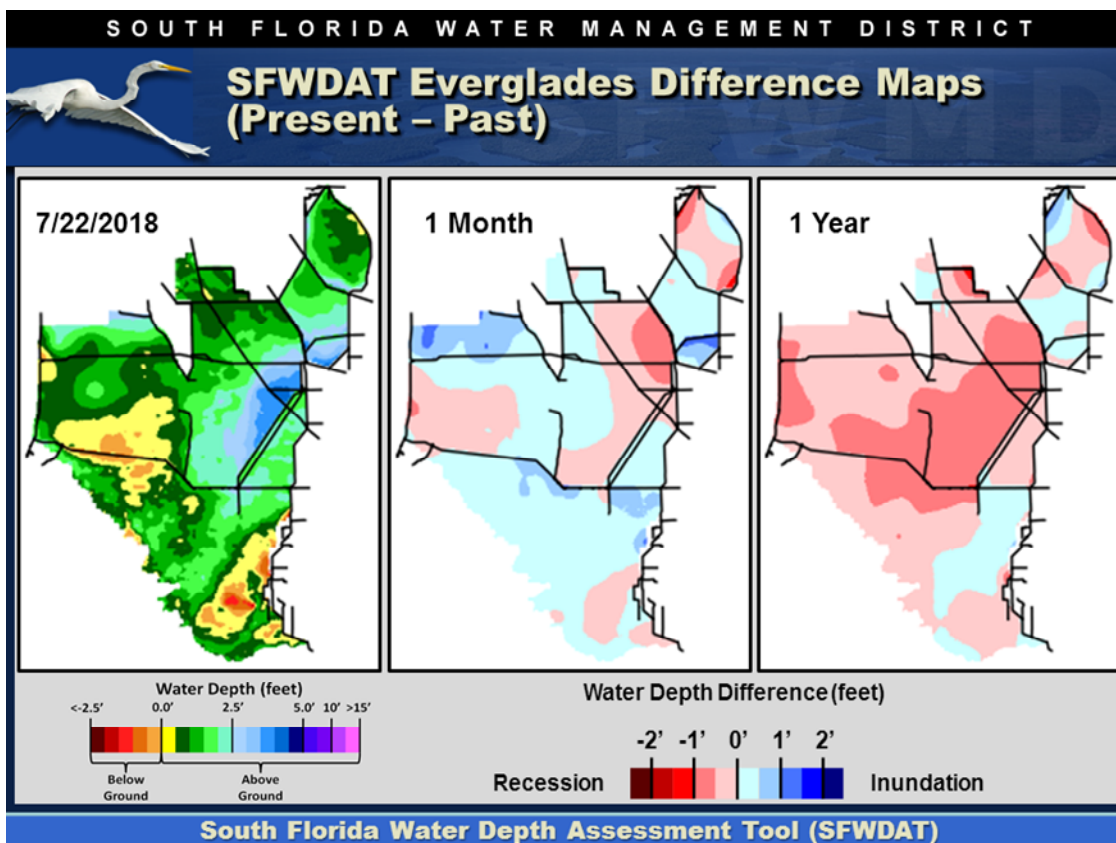 SOUTH FLORIDA WATER MANAGEMENT DISTRICT
SFWDAT Everglades Difference Maps
(Present – Past)
7/22/2018
1 Month
1 Year
Water Depth (feet)
<-2.5' 0.0' 2.5' 5.0' 10' >15'
Below
Ground
Above
Ground
Water Depth Difference (feet)
-2' -1' 0' 1' 2'
Recession
Inundation
South Florida Water Depth Assessment Tool (SFWDAT)